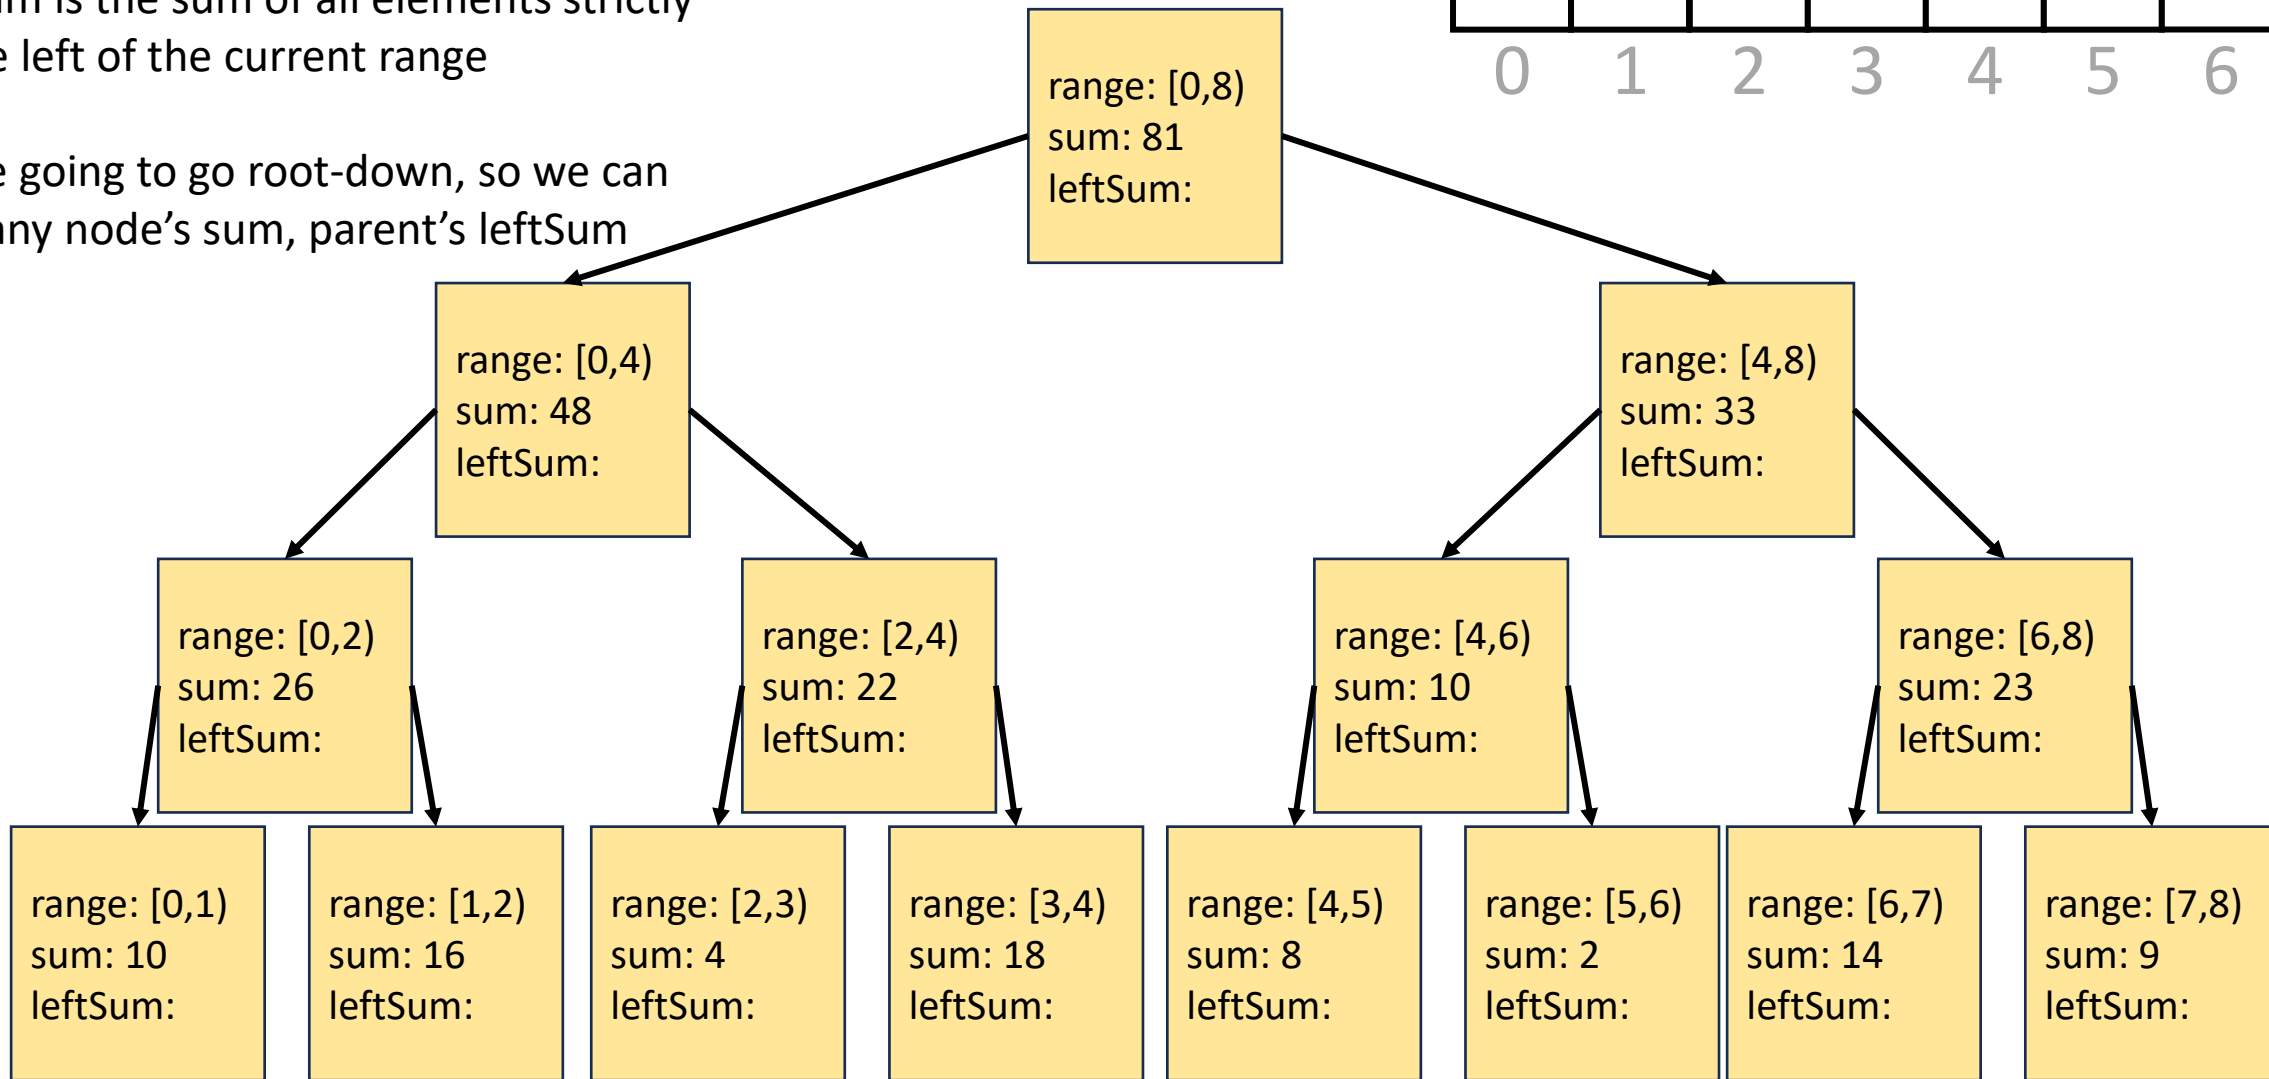 is the sum of all elements strictly
left of the current range
going to go root-down, so we can
node's sum, parent's leftSum
0 1 2 3 4 5 6
range: [0,8)
sum: 81
leftSum:
range: [0,4)
sum: 48
leftSum:
range: [4,8)
sum: 33
leftSum:
range: [0,2)
sum: 26
leftSum:
range: [2,4)
sum: 22
leftSum:
range: [4,6)
sum: 10
leftSum:
range: [6,8)
sum: 23
leftSum:
range: [0,1)
sum: 10
leftSum:
range: [1,2)
sum: 16
leftSum:
range: [2,3)
sum: 4
leftSum:
range: [3,4)
sum: 18
leftSum:
range: [4,5)
sum: 8
leftSum:
range: [5,6)
sum: 2
leftSum:
range: [6,7)
sum: 14
leftSum:
range: [7,8)
sum: 9
leftSum: